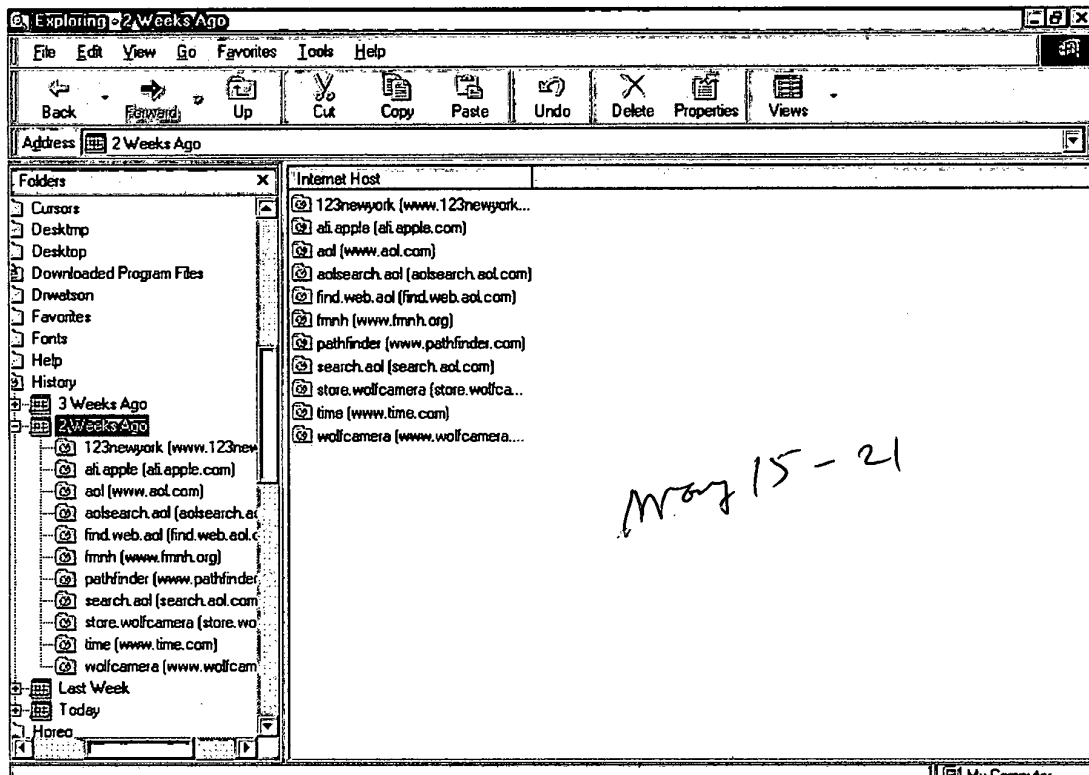 Exploring - 2 Weeks Ago
File Edit View Go Favorites Tools Help
Back Forward Up Cut Copy Paste Undo Delete Properties Views
Address 2 Weeks Ago
Folders x
Internet Host
Cursors
Desktmp
Desktop
Downloaded Program Files
Drwatson
Favorites
Fonts
Help
History
3 Weeks Ago
2 Weeks Ago
123newyork (www.123new
ali.apple (ali.apple.com)
aol (www.aol.com)
aolsearch.aol (aolsearch.ao
find.web.aol (find.web.aol.c
fmnh (www.fmnh.org)
pathfinder (www.pathfinder
search.aol (search.aol.com
store.wolfcamera (store.wo
time (www.time.com)
wolfcamera (www.wolfcam
Last Week
Today
123newyork (www.123newyork...
ali.apple (ali.apple.com)
aol (www.aol.com)
aolsearch.aol (aolsearch.aol.com)
find.web.aol (find.web.aol.com)
fmnh (www.fmnh.org)
pathfinder (www.pathfinder.com)
search.aol (search.aol.com)
store.wolfcamera (store.wolfca...
time (www.time.com)
wolfcamera (www.wolfcamera....
May 15 - 21
My Computer